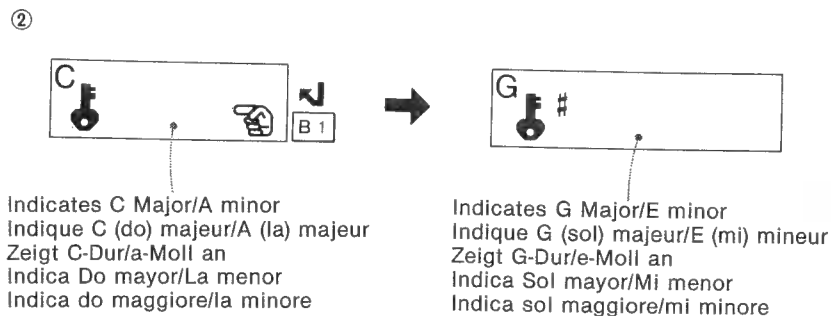 ②
C
B 1
G #
Indicates C Major/A minor
Indique C (do) majeur/A (la) majeur
Zeigt C-Dur/a-Moll an
Indica Do mayor/La menor
Indica do maggiore/la minore
Indicates G Major/E minor
Indique G (sol) majeur/E (mi) mineur
Zeigt G-Dur/e-Moll an
Indica Sol mayor/Mi menor
Indica sol maggiore/mi minore